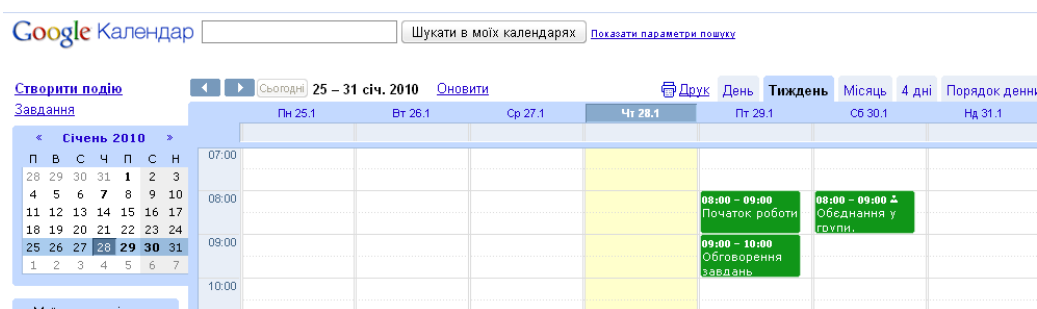 Google Календар
Шукати в моїх календарях
Показати параметри пошуку
Створити подію
Завдання
Сьогодні 25 – 31 січ. 2010 Оновити
Друк День Тиждень Місяць 4 дні Порядок
Пн 25.1 Вт 26.1 Ср 27.1 Чт 28.1 Пт 29.1 Сб 30.1 Нд 31.1
« Січень 2010 »
П В С Ч П С Н
28 29 30 31 1 2 3
4 5 6 7 8 9 10
11 12 13 14 15 16 17
18 19 20 21 22 23 24
25 26 27 28 29 30 31
1 2 3 4 5 6 7
07:00
08:00
09:00
10:00
08:00 – 09:00
Початок роботи
08:00 – 09:00
Обєднання у
групи.
09:00 – 10:00
Обговорення
завдань